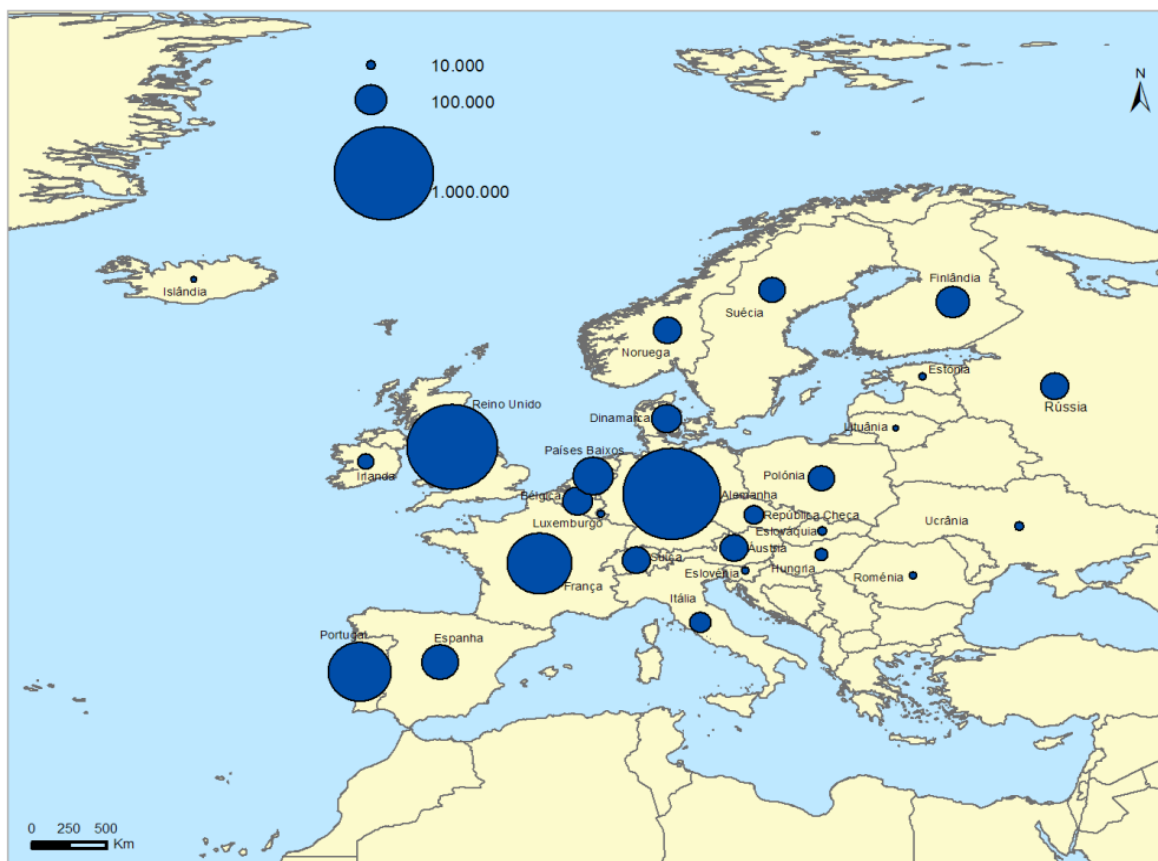 10.000
N
100.000
1.000.000
Finlândia
Islândia
Suécia
Noruega
Estónia
Reino Unido
Rússia
Dinamarca
Lituânia
Países Baixos
Irlanda
Polónia
Bélgica
Alemanha
República Checa
Luxemburgo
Eslováquia
Ucrânia
Áustria
Suíça
Hungria
Eslovénia
Roménia
França
Itália
Portugal
Espanha
0 250 500
Km